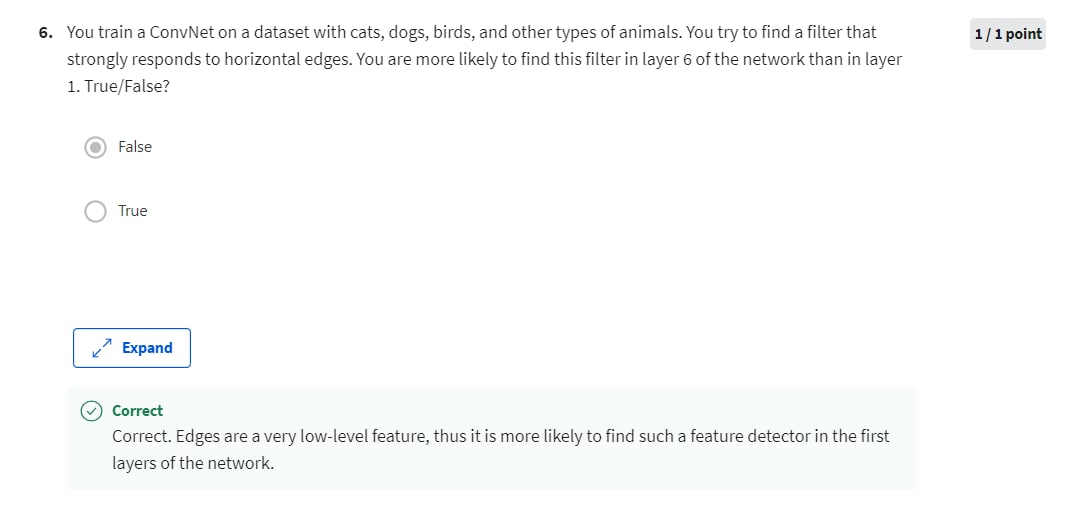 6. You train a ConvNet on a dataset with cats, dogs, birds, and other types of animals. You try to find a filter that
1 / 1 point
strongly responds to horizontal edges. You are more likely to find this filter in layer 6 of the network than in layer
1. True/False?
False
True
Expand
Correct
Correct. Edges are a very low-level feature, thus it is more likely to find such a feature detector in the first
layers of the network.